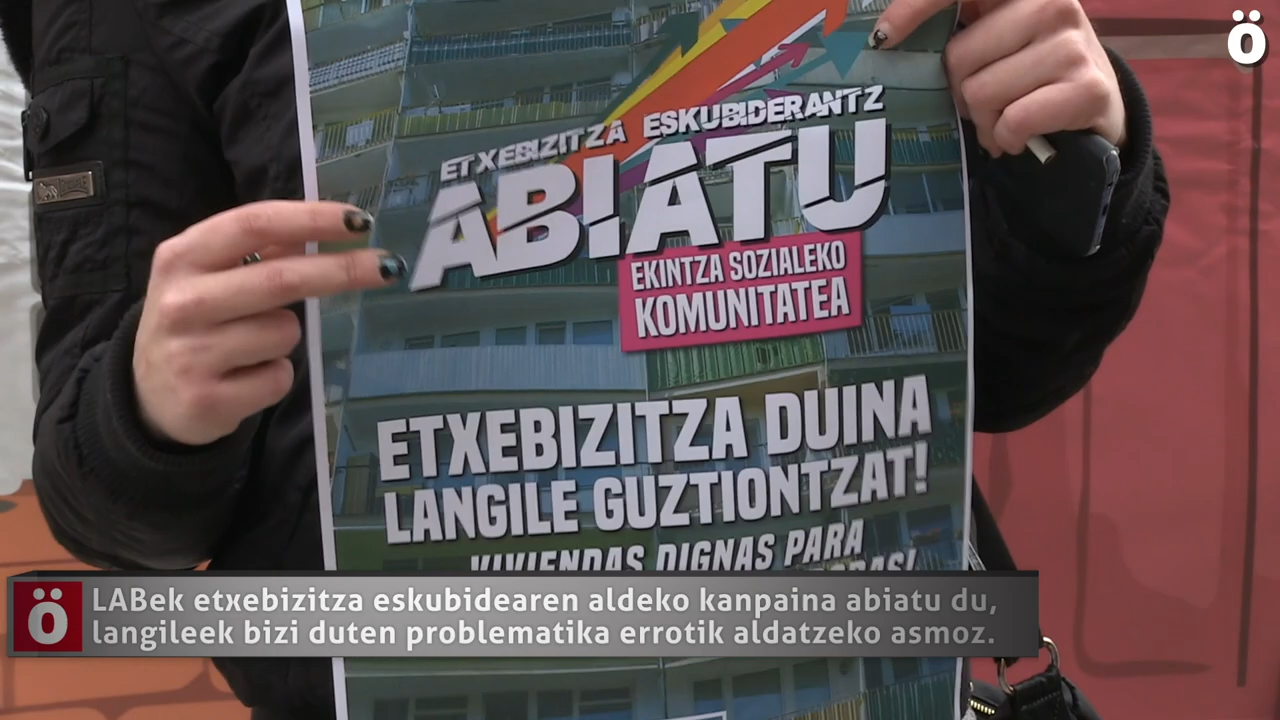 ö
ETXEBIZITZA ESKUBIDERANTZ
ABIATU
EKINTZA SOZIALEKO
KOMUNITATEA
ETXEBIZITZA DUINA
LANGILE GUZTIONTZAT!
VIVIENDAS DIGNAS PARA
ö
LABek etxebizitza eskubidearen aldeko kanpaina abiatu du,
langileek bizi duten problematika errotik aldatzeko asmoz.